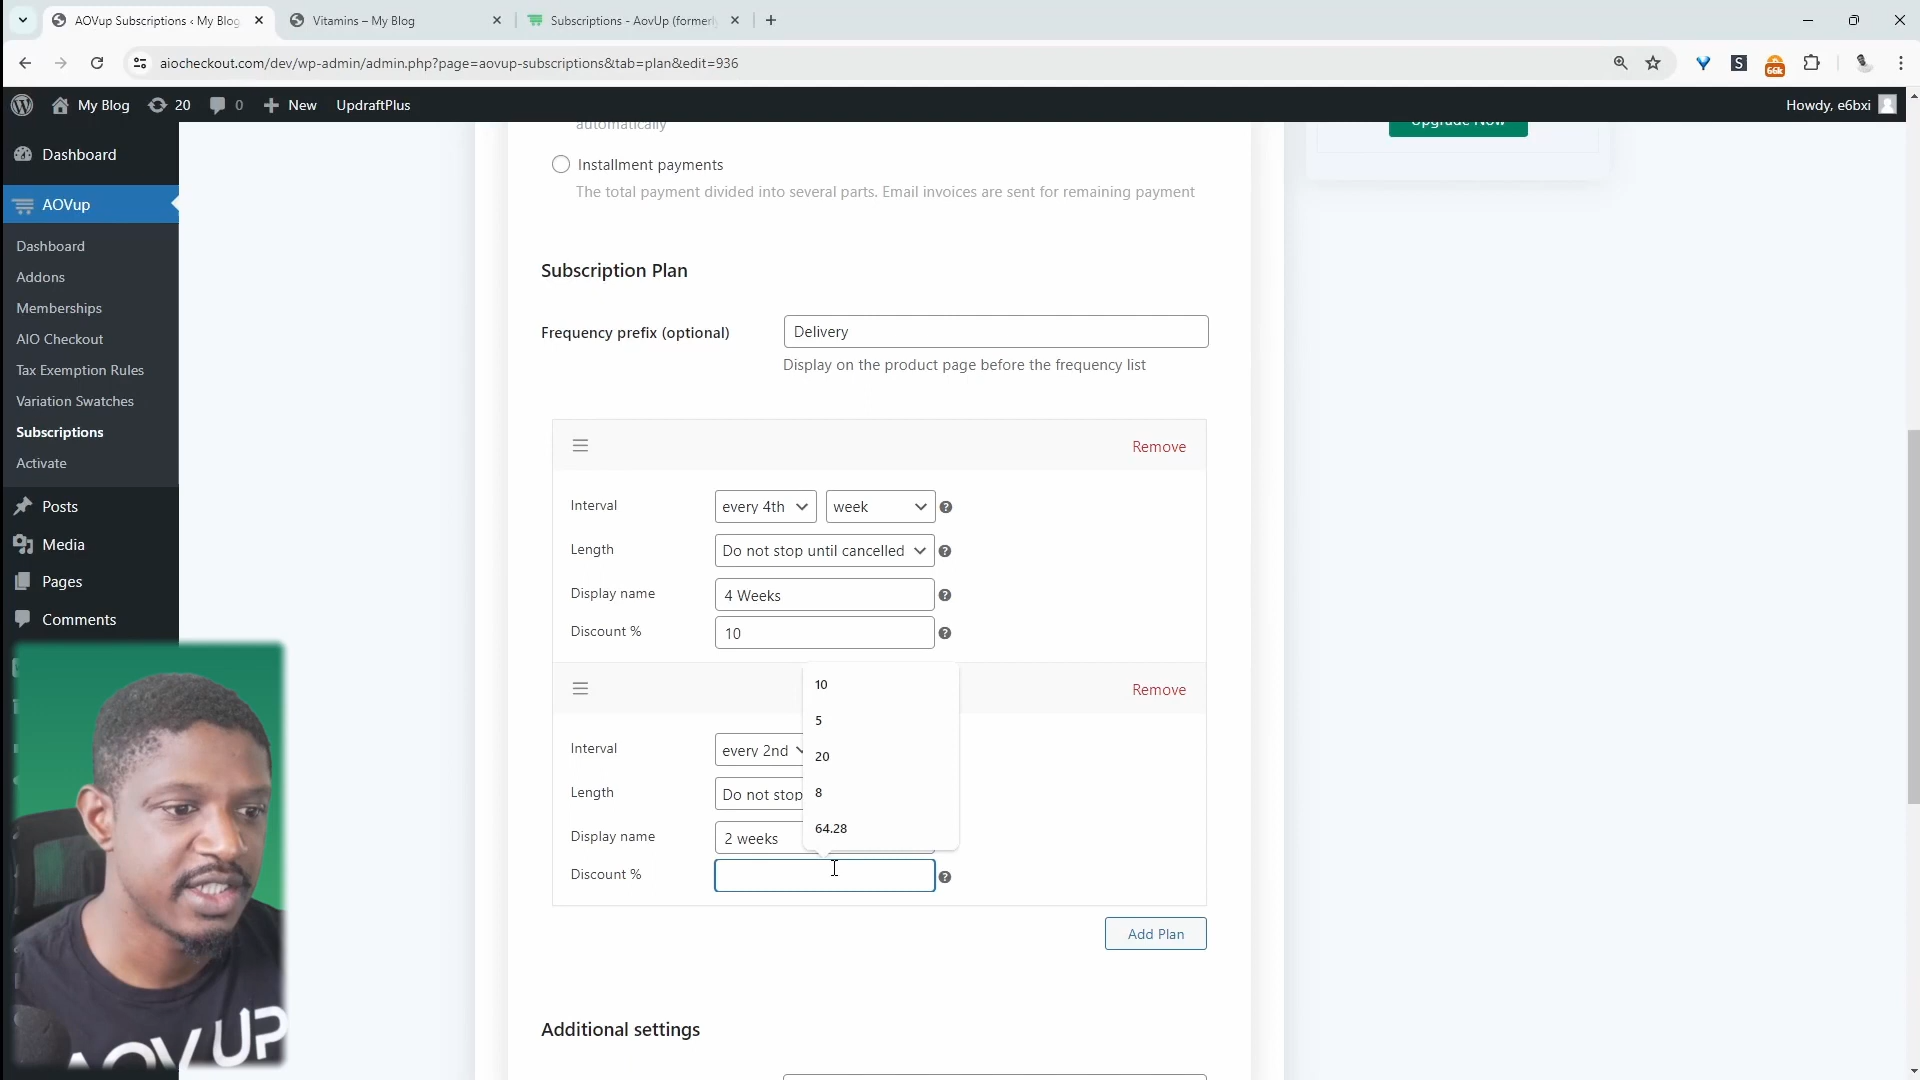 AOVup Subscriptions ‹ My Blog
Vitamins – My Blog
Subscriptions - AovUp (formerly
aiocheckout.com/dev/wp-admin/admin.php?page=aovup-subscriptions&tab=plan&edit=936
S
66k
My Blog
20
0
New
UpdraftPlus
Howdy, e6bxi
Dashboard
AOVup
Dashboard
Addons
Memberships
AIO Checkout
Tax Exemption Rules
Variation Swatches
Subscriptions
Activate
Posts
Media
Pages
Comments
automatically
Upgrade Now
Installment payments
The total payment divided into several parts. Email invoices are sent for remaining payment
Subscription Plan
Frequency prefix (optional)
Delivery
Display on the product page before the frequency list
Remove
Interval
every 4th
week
Length
Do not stop until cancelled
Display name
4 Weeks
Discount %
10
Remove
10
5
20
8
64.28
Interval
every 2nd
Length
Do not stop
Display name
2 weeks
Discount %
Add Plan
Additional settings
AOVUP